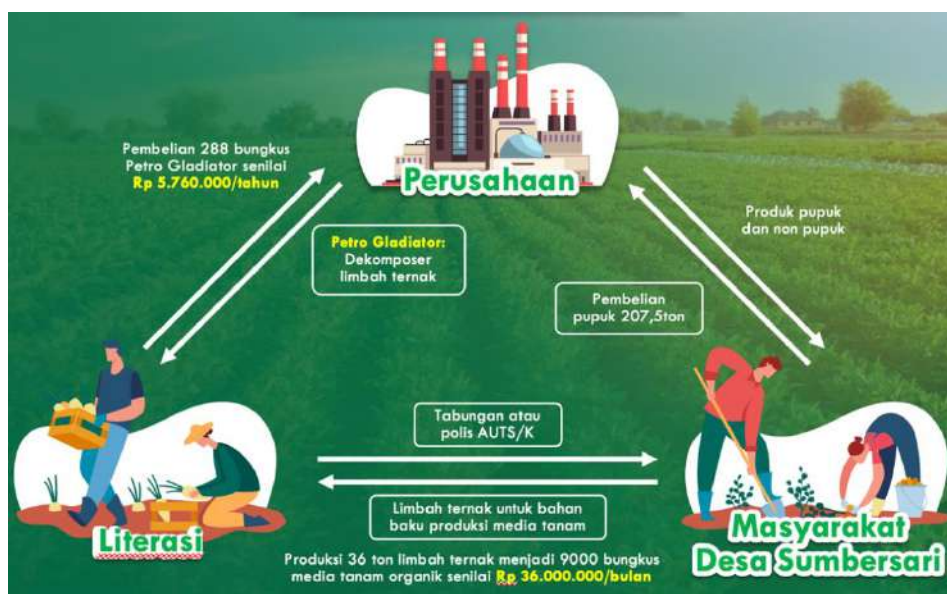 Perusahaan
Pembelian 288 bungkus
Petro Gladiator senilai
Rp 5.760.000/tahun
Petro Gladiator:
Dekomposer
limbah ternak
Produk pupuk
dan non pupuk
Pembelian
pupuk 207,5ton
Tabungan atau
polis AUTS/K
Limbah ternak untuk bahan
baku produksi media tanam
Literasi
Masyarakat
Desa Sumbersari
Produksi 36 ton limbah ternak menjadi 9000 bungkus
media tanam organik senilai Rp 36.000.000/bulan